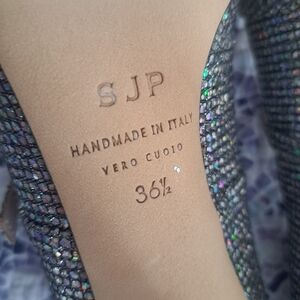 SJP
HANDMADE IN ITALY
VERO CUOIO
36½